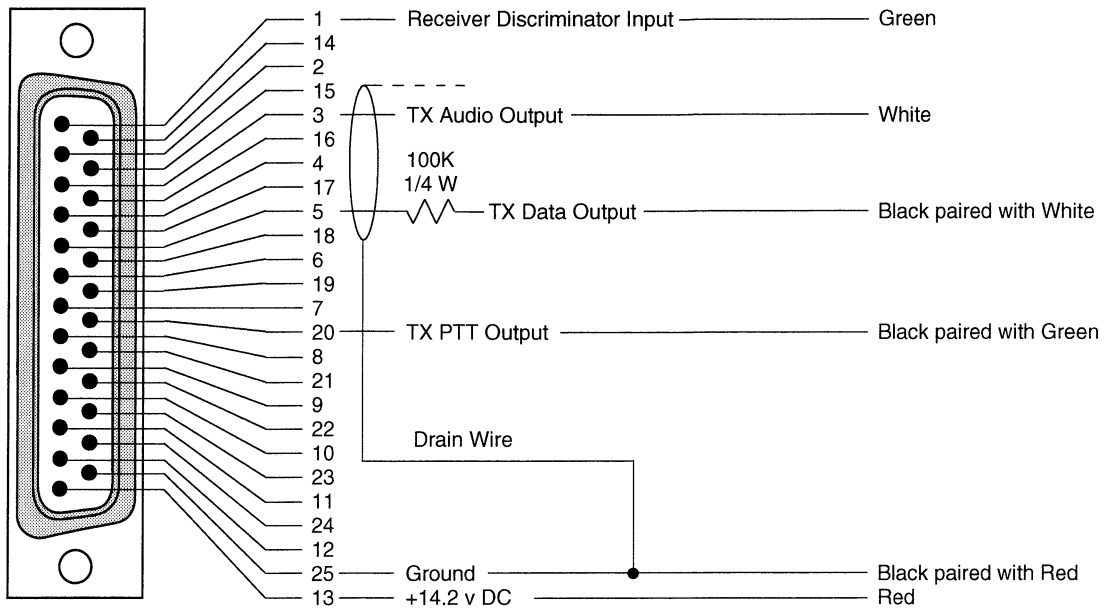 1 Receiver Discriminator Input Green
14
2
15
3 TX Audio Output White
16
4 100K
17 1/4 W
5 TX Data Output Black paired with White
18
6
19
7
20 TX PTT Output Black paired with Green
8
21
9
22
10 Drain Wire
23
11
24
12
25 Ground Black paired with Red
13 +14.2 v DC Red